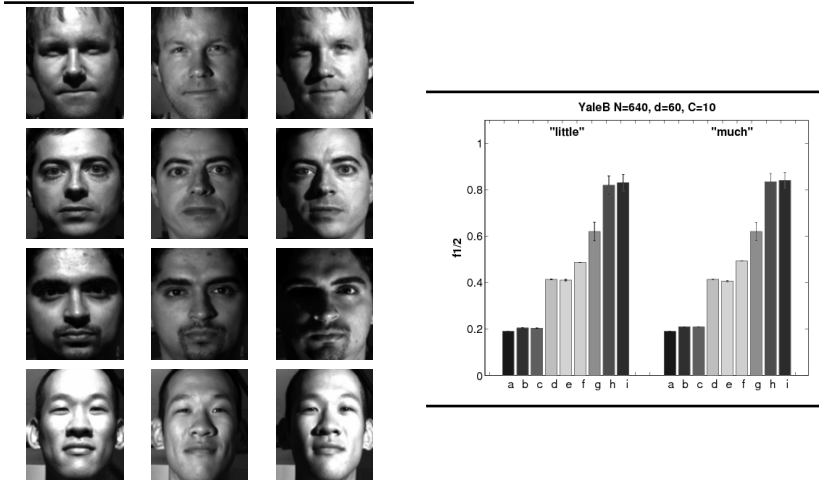 YaleB N=640, d=60, C=10
"little" "much"
1
0.8
0.6
0.4
0.2
0
f1/2
a b c d e f g h i a b c d e f g h i